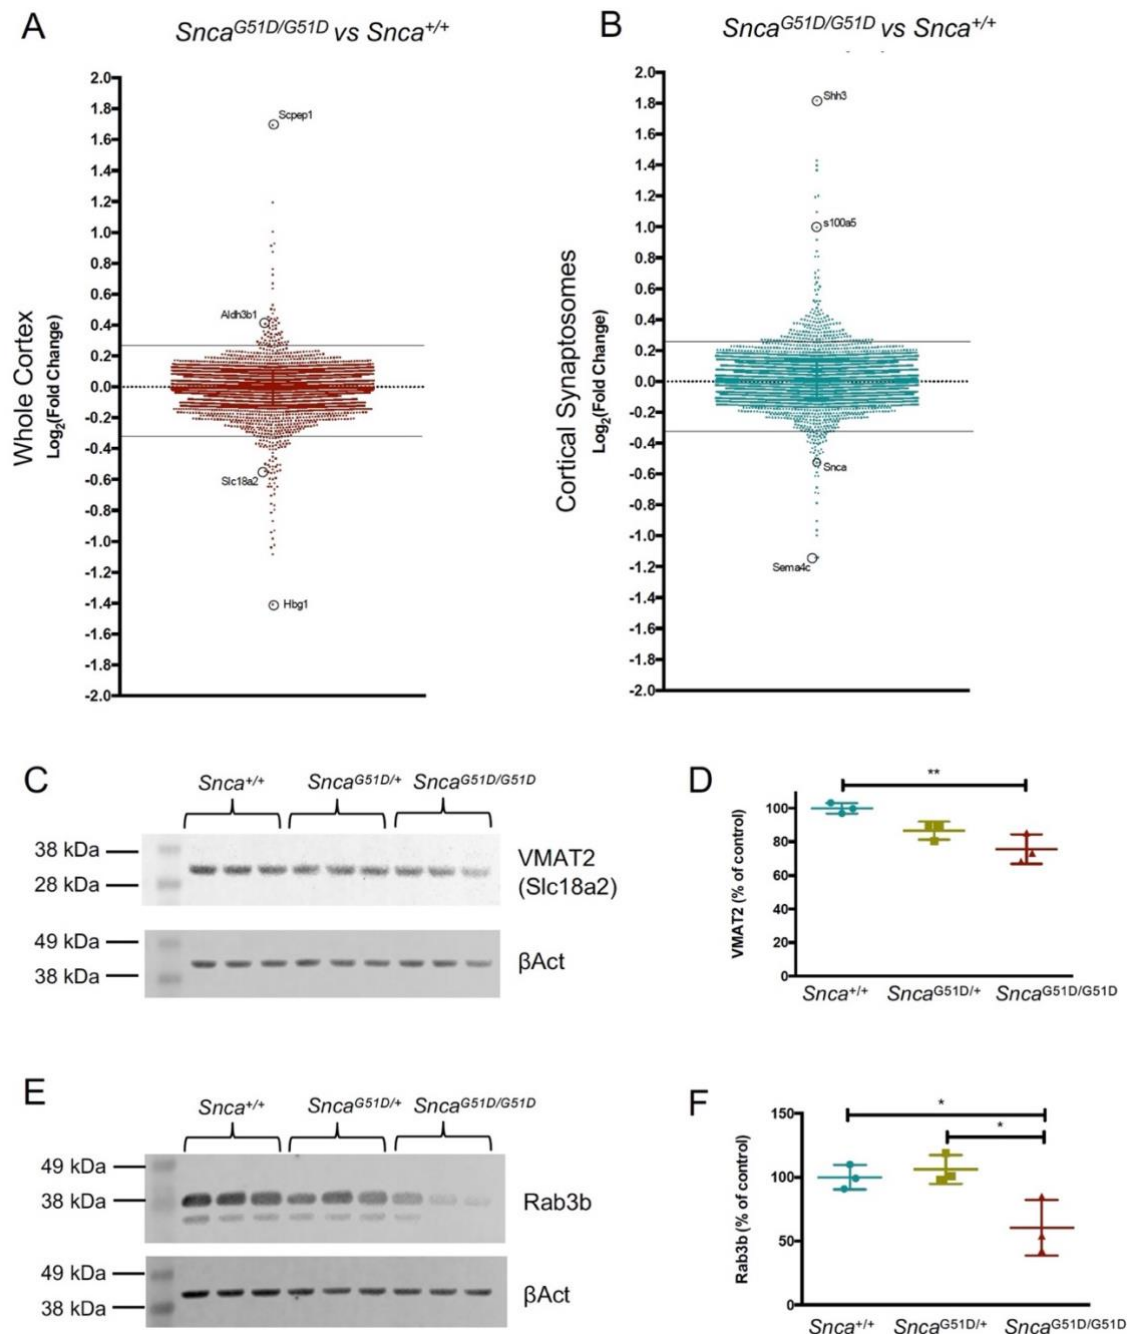 A
Snca^G51D/G51D vs Snca^+/+
Whole Cortex
Log2(Fold Change)
2.0
1.8
1.6
1.4
1.2
1.0
0.8
0.6
0.4
0.2
0.0
-0.2
-0.4
-0.6
-0.8
-1.0
-1.2
-1.4
-1.6
-1.8
-2.0
Scpep1
Aldh3b1
Slc18a2
Hbg1
B
Snca^G51D/G51D vs Snca^+/+
Cortical Synaptosomes
Log2(Fold Change)
2.0
1.8
1.6
1.4
1.2
1.0
0.8
0.6
0.4
0.2
0.0
-0.2
-0.4
-0.6
-0.8
-1.0
-1.2
-1.4
-1.6
-1.8
-2.0
Shh3
s100a5
Snca
Sema4c
C
Snca^+/+ Snca^G51D/+ Snca^G51D/G51D
38 kDa
28 kDa
VMAT2
(Slc18a2)
49 kDa
38 kDa
βAct
D
VMAT2 (% of control)
100
80
60
40
20
0
**
Snca^+/+ Snca^G51D/+ Snca^G51D/G51D
E
Snca^+/+ Snca^G51D/+ Snca^G51D/G51D
49 kDa
38 kDa
Rab3b
49 kDa
38 kDa
βAct
F
Rab3b (% of control)
150
100
50
0
*
*
Snca^+/+ Snca^G51D/+ Snca^G51D/G51D